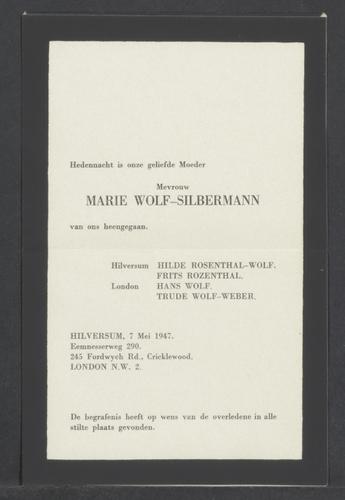 Hedennacht is onze geliefde Moeder
Mevrouw
MARIE WOLF–SILBERMANN
van ons heengegaan.
Hilversum HILDE ROSENTHAL–WOLF.
FRITS ROZENTHAL.
London HANS WOLF.
TRUDE WOLF–WEBER.
HILVERSUM, 7 Mei 1947.
Eemnesserweg 290.
245 Fordwych Rd., Cricklewood.
LONDON N.W. 2.
De begrafenis heeft op wens van de overledene in alle
stilte plaats gevonden.